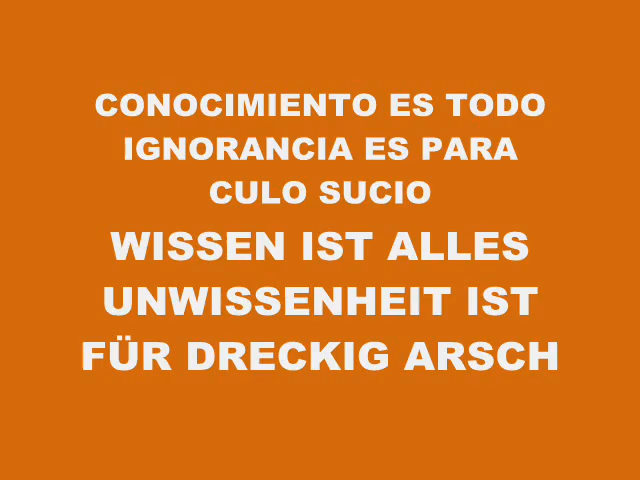 CONOCIMIENTO ES TODO
IGNORANCIA ES PARA
CULO SUCIO
WISSEN IST ALLES
UNWISSENHEIT IST
FÜR DRECKIG ARSCH